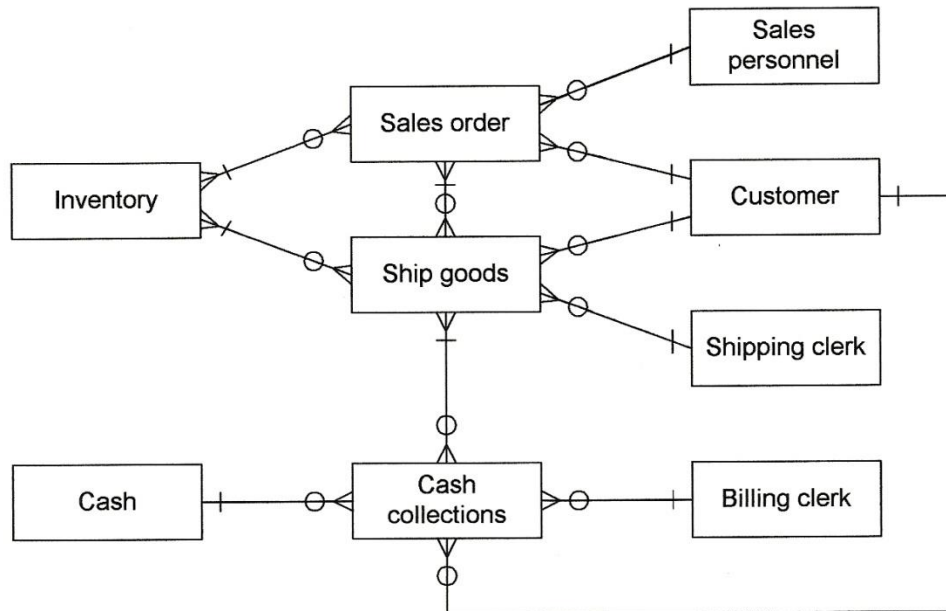 Sales
personnel
Sales order
Inventory
Customer
Ship goods
Shipping clerk
Cash
Cash
collections
Billing clerk